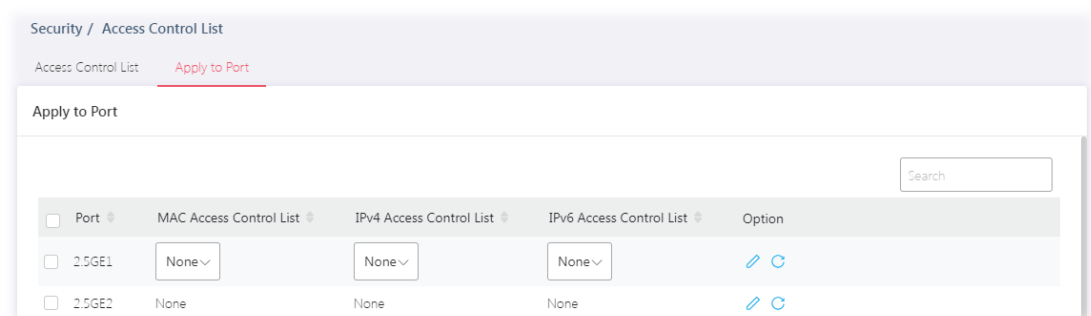 Security / Access Control List
Access Control List Apply to Port
Apply to Port
Search
Port MAC Access Control List IPv4 Access Control List IPv6 Access Control List Option
2.5GE1 None None None
2.5GE2 None None None